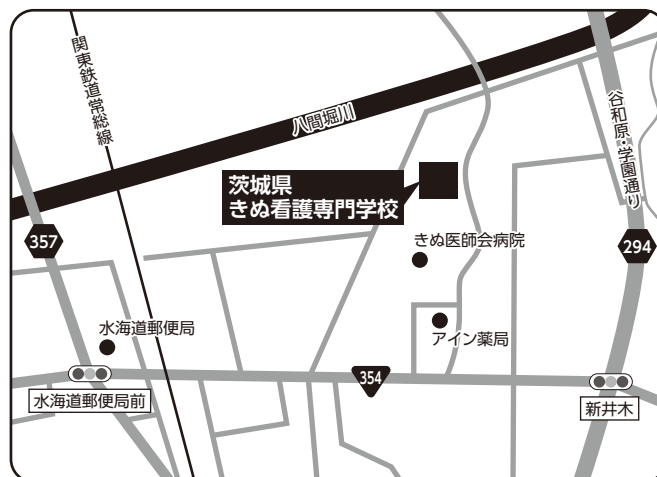 関東鉄道常総線
八間堀川
谷和原・学園通り
茨城県
きぬ看護専門学校
357
きぬ医師会病院
294
水海道郵便局
アイン薬局
354
水海道郵便局前
新井木